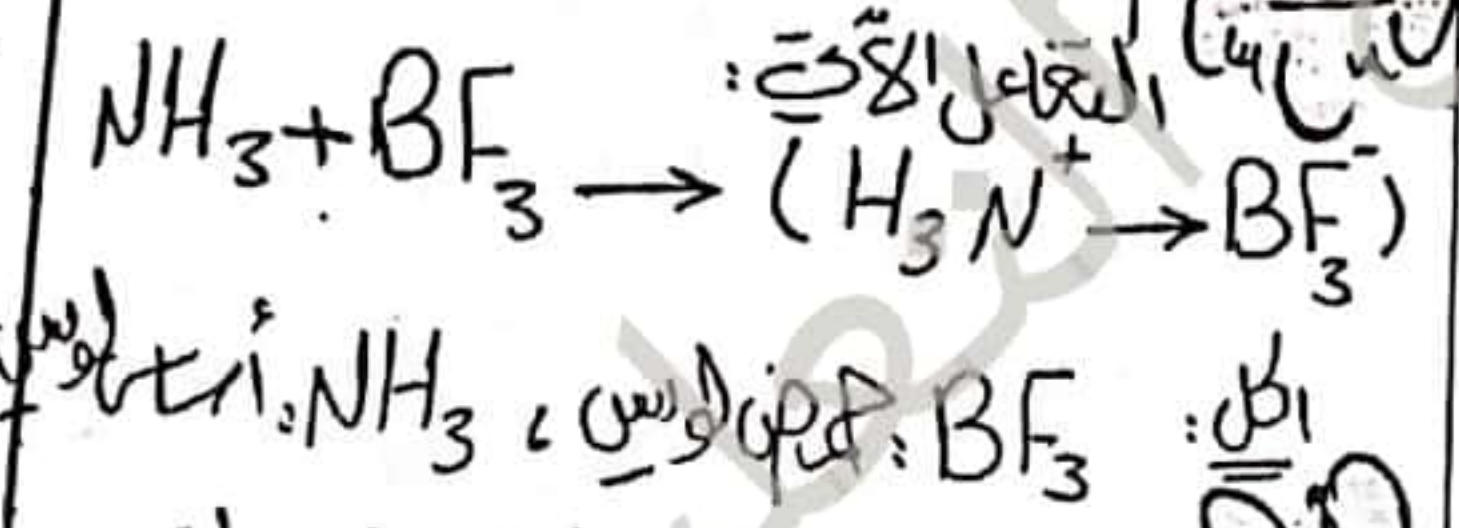 التفاعل الآتي:
NH₃ + BF₃ → (H₃N⁺ → BF₃⁻)
الحل: BF₃: حمض لويس، NH₃: أساس لويس